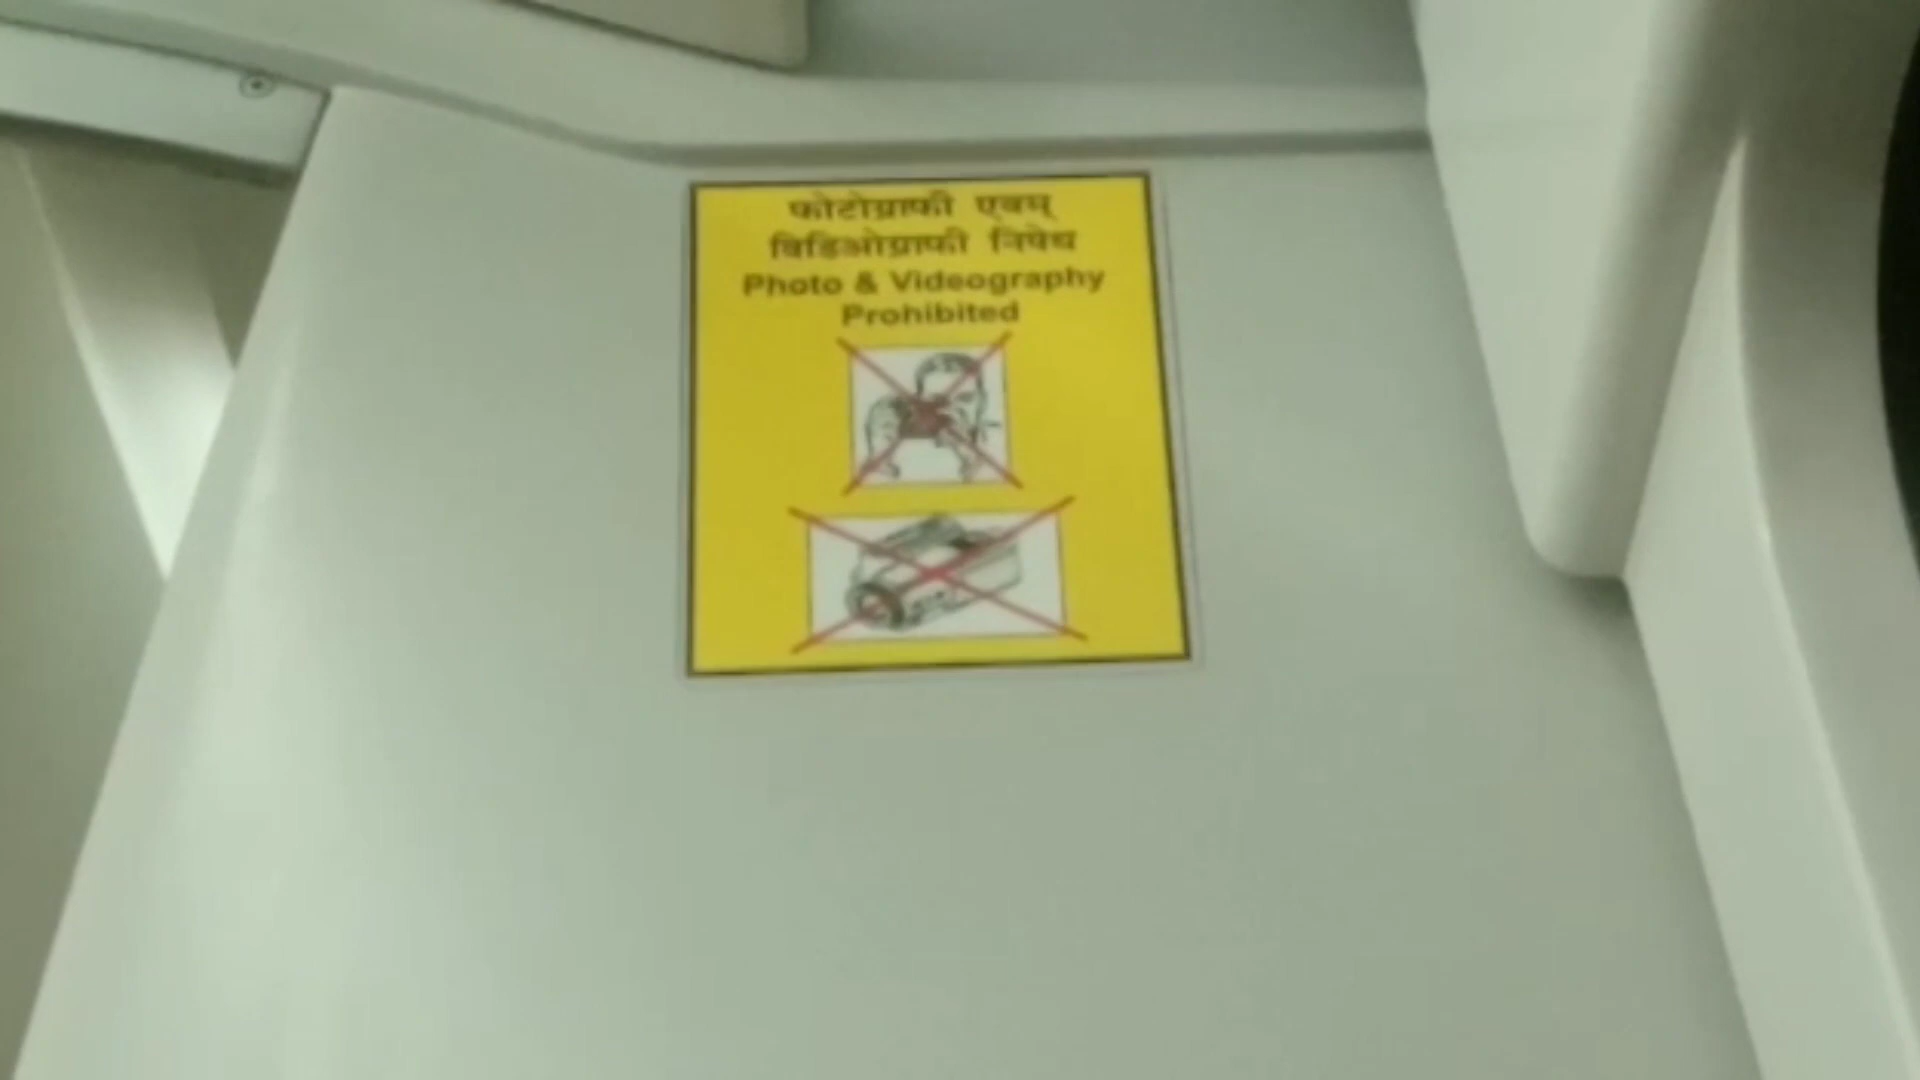 फोटोग्राफी एवम्
विडिओग्राफी निषेध
Photo & Videography
Prohibited